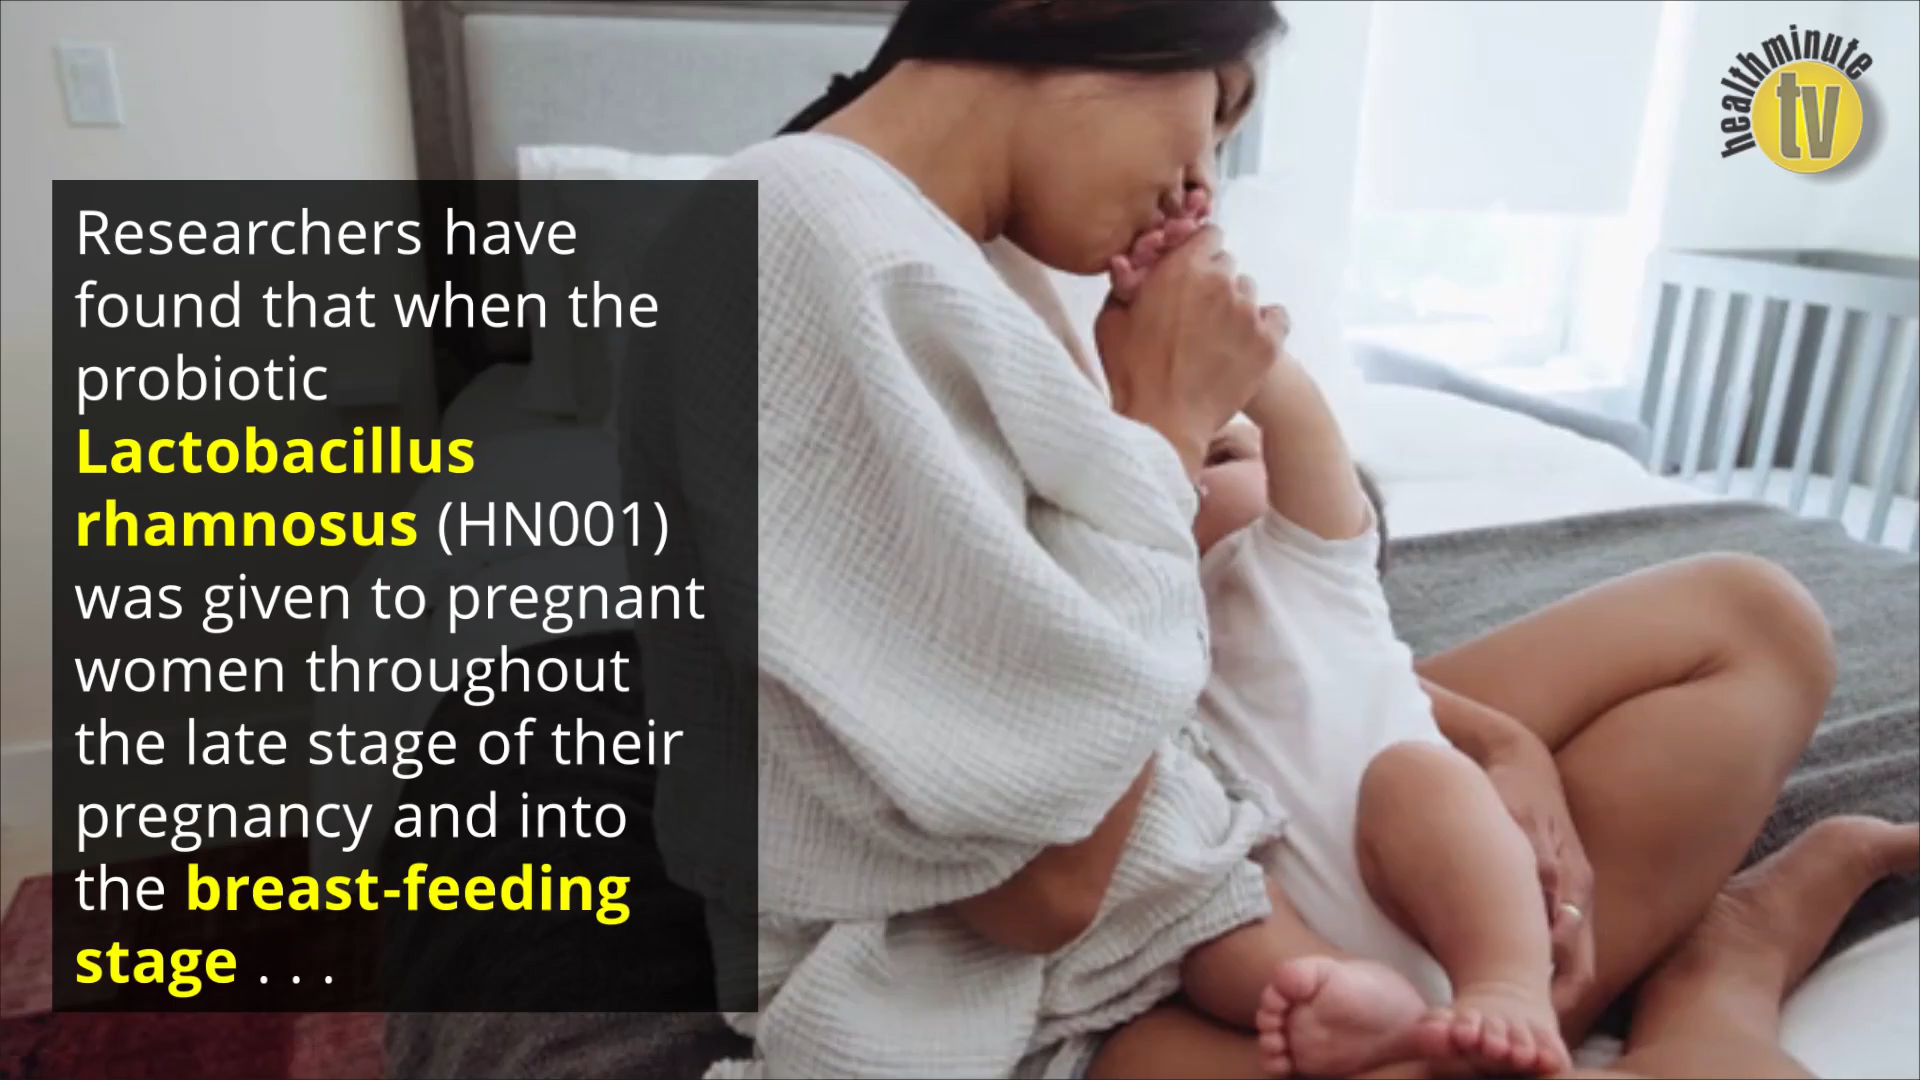 healthminute
tv
Researchers have
found that when the
probiotic
Lactobacillus
rhamnosus (HN001)
was given to pregnant
women throughout
the late stage of their
pregnancy and into
the breast-feeding
stage . . .